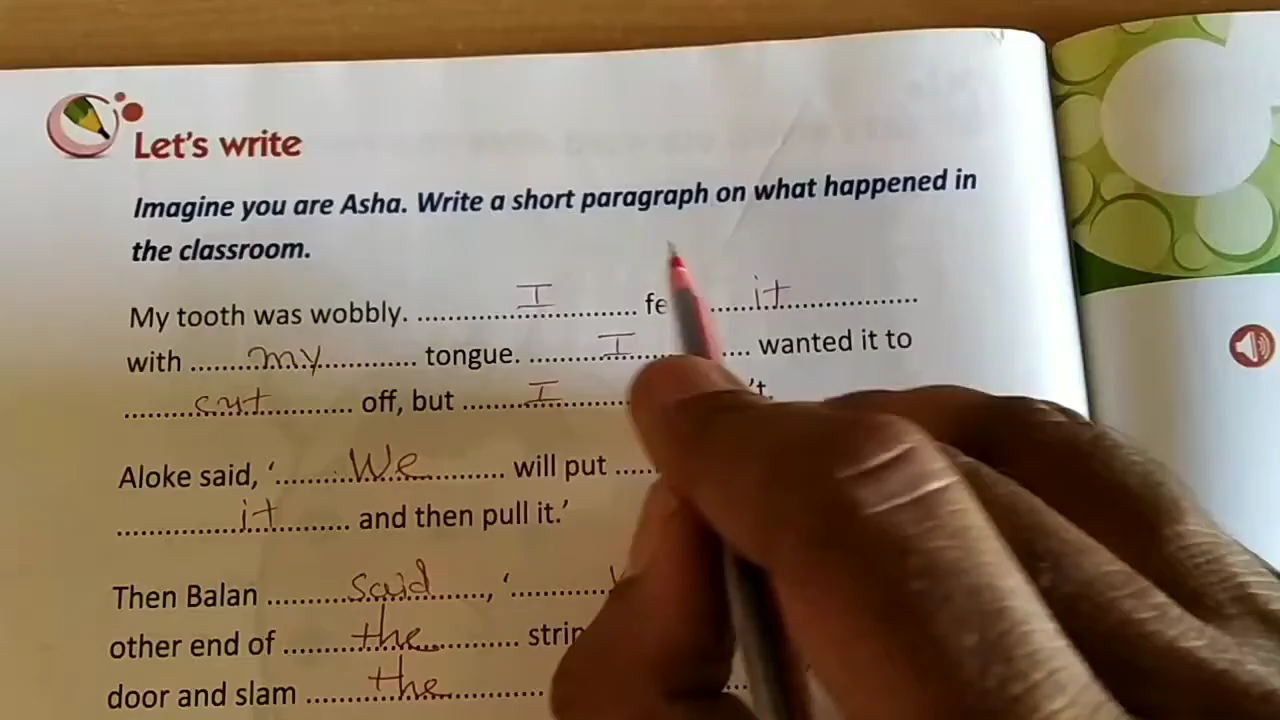 Let's write
Imagine you are Asha. Write a short paragraph on what happened in
the classroom.
My tooth was wobbly. .................... I .................... fe .......... it ....................
with .......... my .......... tongue. .......... I .......... wanted it to
.......... cut .......... off, but .......... I .......... 't.
Aloke said, '.......... We .......... will put ......
.......... it .......... and then pull it.'
Then Balan .......... said .........., '..........
other end of .......... the .......... strin
door and slam .......... the ..........